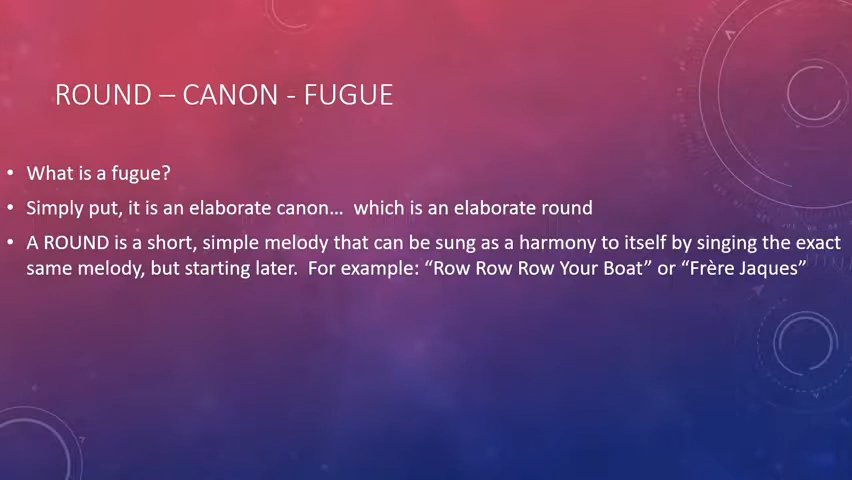 ROUND – CANON - FUGUE
• What is a fugue?
• Simply put, it is an elaborate canon… which is an elaborate round
• A ROUND is a short, simple melody that can be sung as a harmony to itself by singing the exact
same melody, but starting later. For example: “Row Row Row Your Boat” or “Frère Jaques”